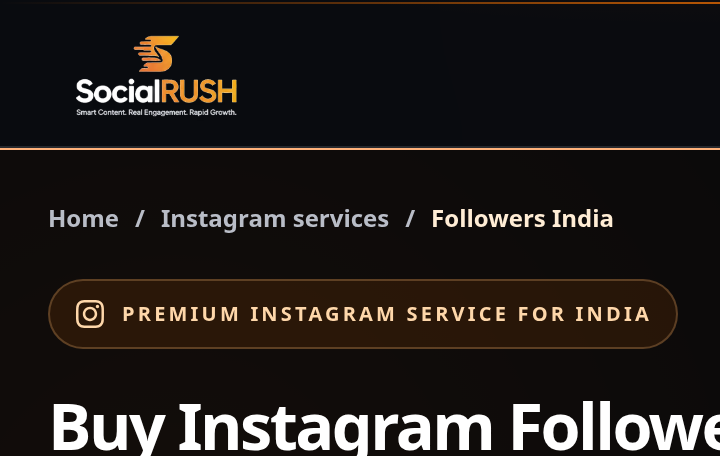 SocialRUSH
Smart Content. Real Engagement. Rapid Growth.
Home / Instagram services / Followers India
PREMIUM INSTAGRAM SERVICE FOR INDIA
Buy Instagram Followe